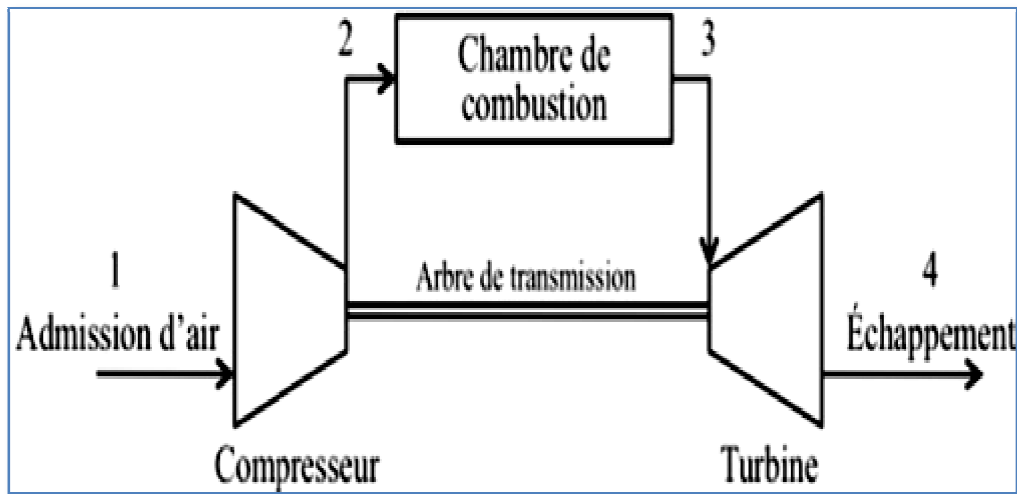 2
Chambre de
combustion
3
1
Admission d’air
Arbre de transmission
4
Échappement
Compresseur
Turbine